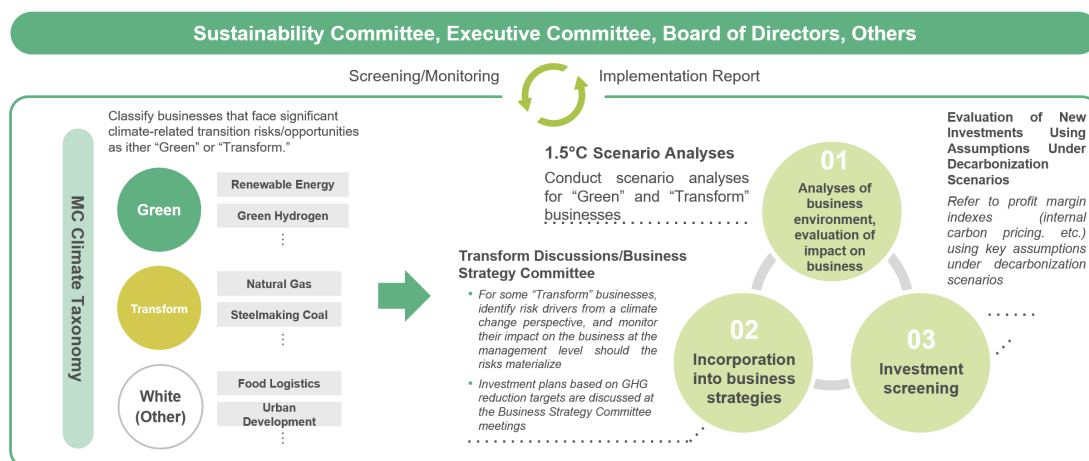 Sustainability Committee, Executive Committee, Board of Directors, Others
Screening/Monitoring
Implementation Report
MC Climate Taxonomy
Classify businesses that face significant
climate-related transition risks/opportunities
as ither “Green” or “Transform.”
Green
Renewable Energy
Green Hydrogen
⋮
Transform
Natural Gas
Steelmaking Coal
⋮
White
(Other)
Food Logistics
Urban
Development
⋮
1.5°C Scenario Analyses
Conduct scenario analyses
for “Green” and “Transform”
businesses
Transform Discussions/Business
Strategy Committee
• For some “Transform” businesses,
identify risk drivers from a climate
change perspective, and monitor
their impact on the business at the
management level should the
risks materialize
• Investment plans based on GHG
reduction targets are discussed at
the Business Strategy Committee
meetings
01
Analyses of
business
environment,
evaluation of
impact on
business
02
Incorporation
into business
strategies
03
Investment
screening
Evaluation of New
Investments Using
Assumptions Under
Decarbonization
Scenarios
Refer to profit margin
indexes (internal
carbon pricing. etc.)
using key assumptions
under decarbonization
scenarios